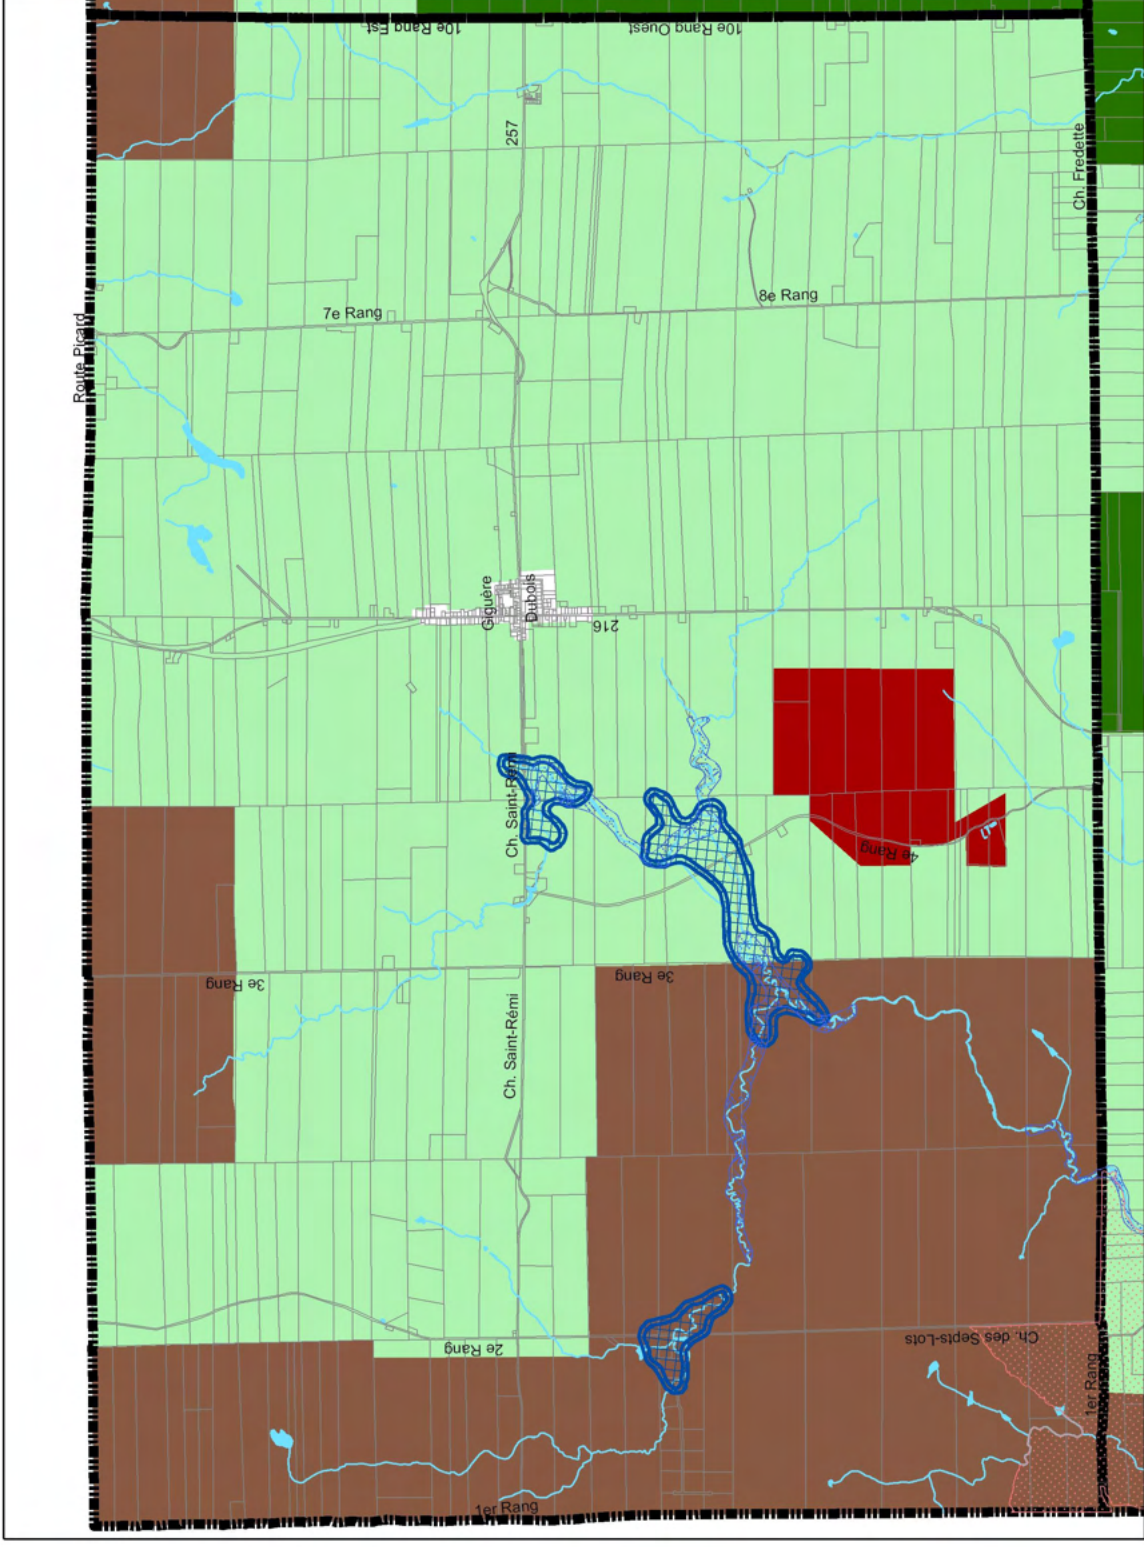 10e Rang Est
10e Rang Ouest
257
Ch. Fredette
Route Picard
7e Rang
8e Rang
Giguère
Dubois
216
Ch. Saint-Rémi
4e Rang
3e Rang
3e Rang
Ch. Saint-Rémi
2e Rang
Ch. des Septs-Lots
1er Rang
1er Rang